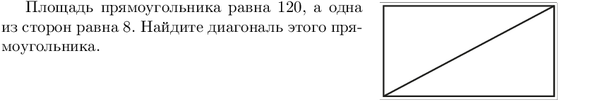 Площадь прямоугольника равна 120, а одна
из сторон равна 8. Найдите диагональ этого пря-
моугольника.